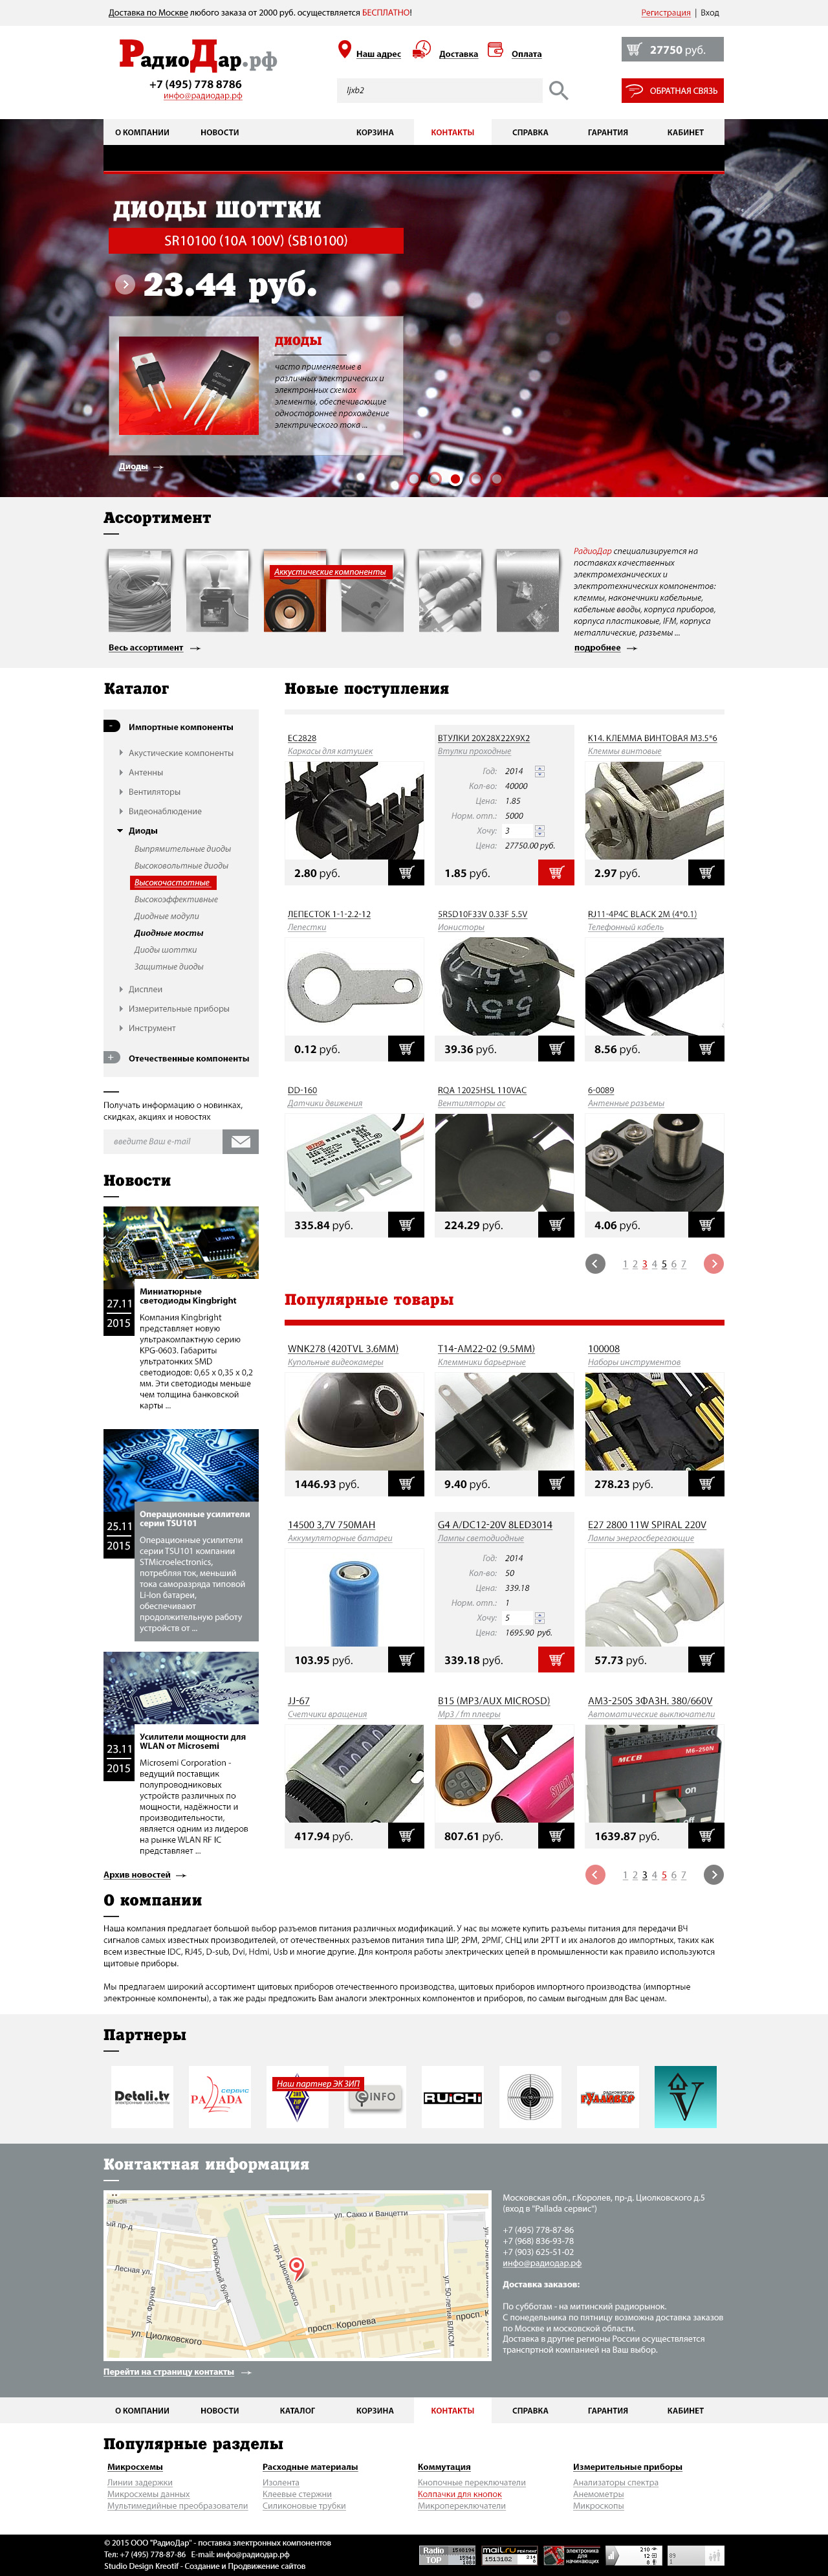 Доставка по Москве любого заказа от 2000 руб. осуществляется БЕСПЛАТНО!
Регистрация | Вход
РадиоДар.рф
+7 (495) 778 8786
инфо@радиодар.рф
Наш адрес
Доставка
Оплата
27750 руб.
ljxb2
ОБРАТНАЯ СВЯЗЬ
О КОМПАНИИ
НОВОСТИ
КОРЗИНА
КОНТАКТЫ
СПРАВКА
ГАРАНТИЯ
КАБИНЕТ
ДИОДЫ ШОТТКИ
SR10100 (10A 100V) (SB10100)
23.44 руб.
ДИОДЫ
часто применяемые в
различных электрических и
электронных схемах
элементы, обеспечивающие
одностороннее прохождение
электрического тока ...
Диоды
Ассортимент
Аккустические компоненты
РадиоДар специализируется на
поставках качественных
электромеханических и
электротехнических компонентов:
клеммы, наконечники кабельные,
кабельные вводы, корпуса приборов,
корпуса пластиковые, IFM, корпуса
металлические, разъемы ...
Весь ассортимент
подробнее
Каталог
- Импортные компоненты
Акустические компоненты
Антенны
Вентиляторы
Видеонаблюдение
Диоды
Выпрямительные диоды
Высоковольтные диоды
Высокочастотные
Высокоэффективные
Диодные модули
Диодные мосты
Диоды шоттки
Защитные диоды
Дисплеи
Измерительные приборы
Инструмент
+ Отечественные компоненты
Получать информацию о новинках,
скидках, акциях и новостях
введите Ваш e-mail
Новости
27.11
2015
Миниатюрные
светодиоды Kingbright
Компания Kingbright
представляет новую
ультракомпактную серию
KPG-0603. Габариты
ультратонких SMD
светодиодов: 0,65 x 0,35 x 0,2
мм. Эти светодиоды меньше
чем толщина банковской
карты ...
25.11
2015
Операционные усилители
серии TSU101
Операционные усилители
серии TSU101 компании
STMicroelectronics,
потребляя ток, меньший
тока саморазряда типовой
Li-Ion батареи,
обеспечивают
продолжительную работу
устройств от ...
23.11
2015
Усилители мощности для
WLAN от Microsemi
Microsemi Corporation -
ведущий поставщик
полупроводниковых
устройств различных по
мощности, надёжности и
производительности,
является одним из лидеров
на рынке WLAN RF IC
представляет ...
Архив новостей
Новые поступления
EC2828
Каркасы для катушек
2.80 руб.
ВТУЛКИ 20X28X22X9X2
Втулки проходные
Год: 2014
Кол-во: 40000
Цена: 1.85
Норм. отп.: 5000
Хочу: 3
Цена: 27750.00 руб.
1.85 руб.
К14. КЛЕММА ВИНТОВАЯ М3.5*6
Клеммы винтовые
2.97 руб.
ЛЕПЕСТОК 1-1-2.2-12
Лепестки
0.12 руб.
SR5D10F33V 0.33F 5.5V
Ионисторы
5.5V
39.36 руб.
RJ11-4P4C BLACK 2M (4*0.1)
Телефонный кабель
8.56 руб.
DD-160
Датчики движения
335.84 руб.
RQA 12025HSL 110VAC
Вентиляторы ac
224.29 руб.
6-0089
Антенные разъемы
4.06 руб.
1 2 3 4 5 6 7
Популярные товары
WNK278 (420TVL 3.6MM)
Купольные видеокамеры
1446.93 руб.
T14-AM22-02 (9.5MM)
Клеммники барьерные
9.40 руб.
100008
Наборы инструментов
278.23 руб.
14500 3,7V 750MAH
Аккумуляторные батареи
103.95 руб.
G4 A/DC12-20V 8LED3014
Лампы светодиодные
Год: 2014
Кол-во: 50
Цена: 339.18
Норм. отп.: 1
Хочу: 5
Цена: 1695.90 руб.
339.18 руб.
E27 2800 11W SPIRAL 220V
Лампы энергосберегающие
57.73 руб.
JJ-67
Счетчики вращения
417.94 руб.
B15 (MP3/AUX MICROSD)
Mp3 / fm плееры
807.61 руб.
АМ3-250S 3ФАЗН. 380/660V
Автоматические выключатели
MCCB
M6-250N
on
off
1639.87 руб.
1 2 3 4 5 6 7
О компании
Наша компания предлагает большой выбор разъемов питания различных модификаций. У нас вы можете купить разъемы питания для передачи ВЧ
сигналов самых известных производителей, от отечественных разъемов питания типа ШР, 2РМ, 2РМГ, СНЦ или 2РТТ и их аналогов до импортных, таких как
всем известные IDC, RJ45, D-sub, Dvi, Hdmi, Usb и многие другие. Для контроля работы электрических цепей в промышленности как правило используются
щитовые приборы.
Мы предлагаем широкий ассортимент щитовых приборов отечественного производства, щитовых приборов импортного производства (импортные
электронные компоненты), а так же рады предложить Вам аналоги электронных компонентов и приборов, по самым выгодным для Вас ценам.
Партнеры
Detali.tv
сервис
PALLADA
Наш партнер ЭК ЗИП
INFO
RUICHI
ГУЛЛИВЕР
Контактная информация
ул. Сакко и Ванцетти
Лесная ул.
ул. Фрунзе
Октябрьский бульв.
пр-д Циолковского
ул. Циолковского
просп. Королева
ул. 50-летия ВЛКСМ
Московская обл., г.Королев, пр-д. Циолковского д.5
(вход в "Pallada сервис")
+7 (495) 778-87-86
+7 (968) 836-93-78
+7 (903) 625-51-02
инфо@радиодар.рф
Доставка заказов:
По субботам - на митинский радиорынок.
С понедельника по пятницу возможна доставка заказов
по Москве и московской области.
Доставка в другие регионы России осуществляется
транспртной компанией на Ваш выбор.
Перейти на страницу контакты
О КОМПАНИИ
НОВОСТИ
КАТАЛОГ
КОРЗИНА
КОНТАКТЫ
СПРАВКА
ГАРАНТИЯ
КАБИНЕТ
Популярные разделы
Микросхемы
Линии задержки
Микросхемы данных
Мультимедийные преобразователи
Расходные материалы
Изолента
Клеевые стержни
Силиконовые трубки
Коммутация
Кнопочные переключатели
Колпачки для кнопок
Микропереключатели
Измерительные приборы
Анализаторы спектра
Анемометры
Микроскопы
© 2015 ООО "РадиоДар" - поставка электронных компонентов
Тел: +7 (495) 778-87-86 E-mail: инфо@радиодар.рф
Studio Design Kreotif - Создание и Продвижение сайтов
Radio
TOP
mail.ru
электроника
для
начинающих